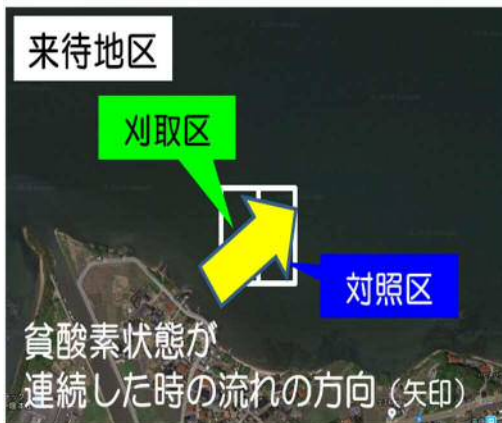 来待地区
刈取区
対照区
貧酸素状態が
連続した時の流れの方向（矢印）